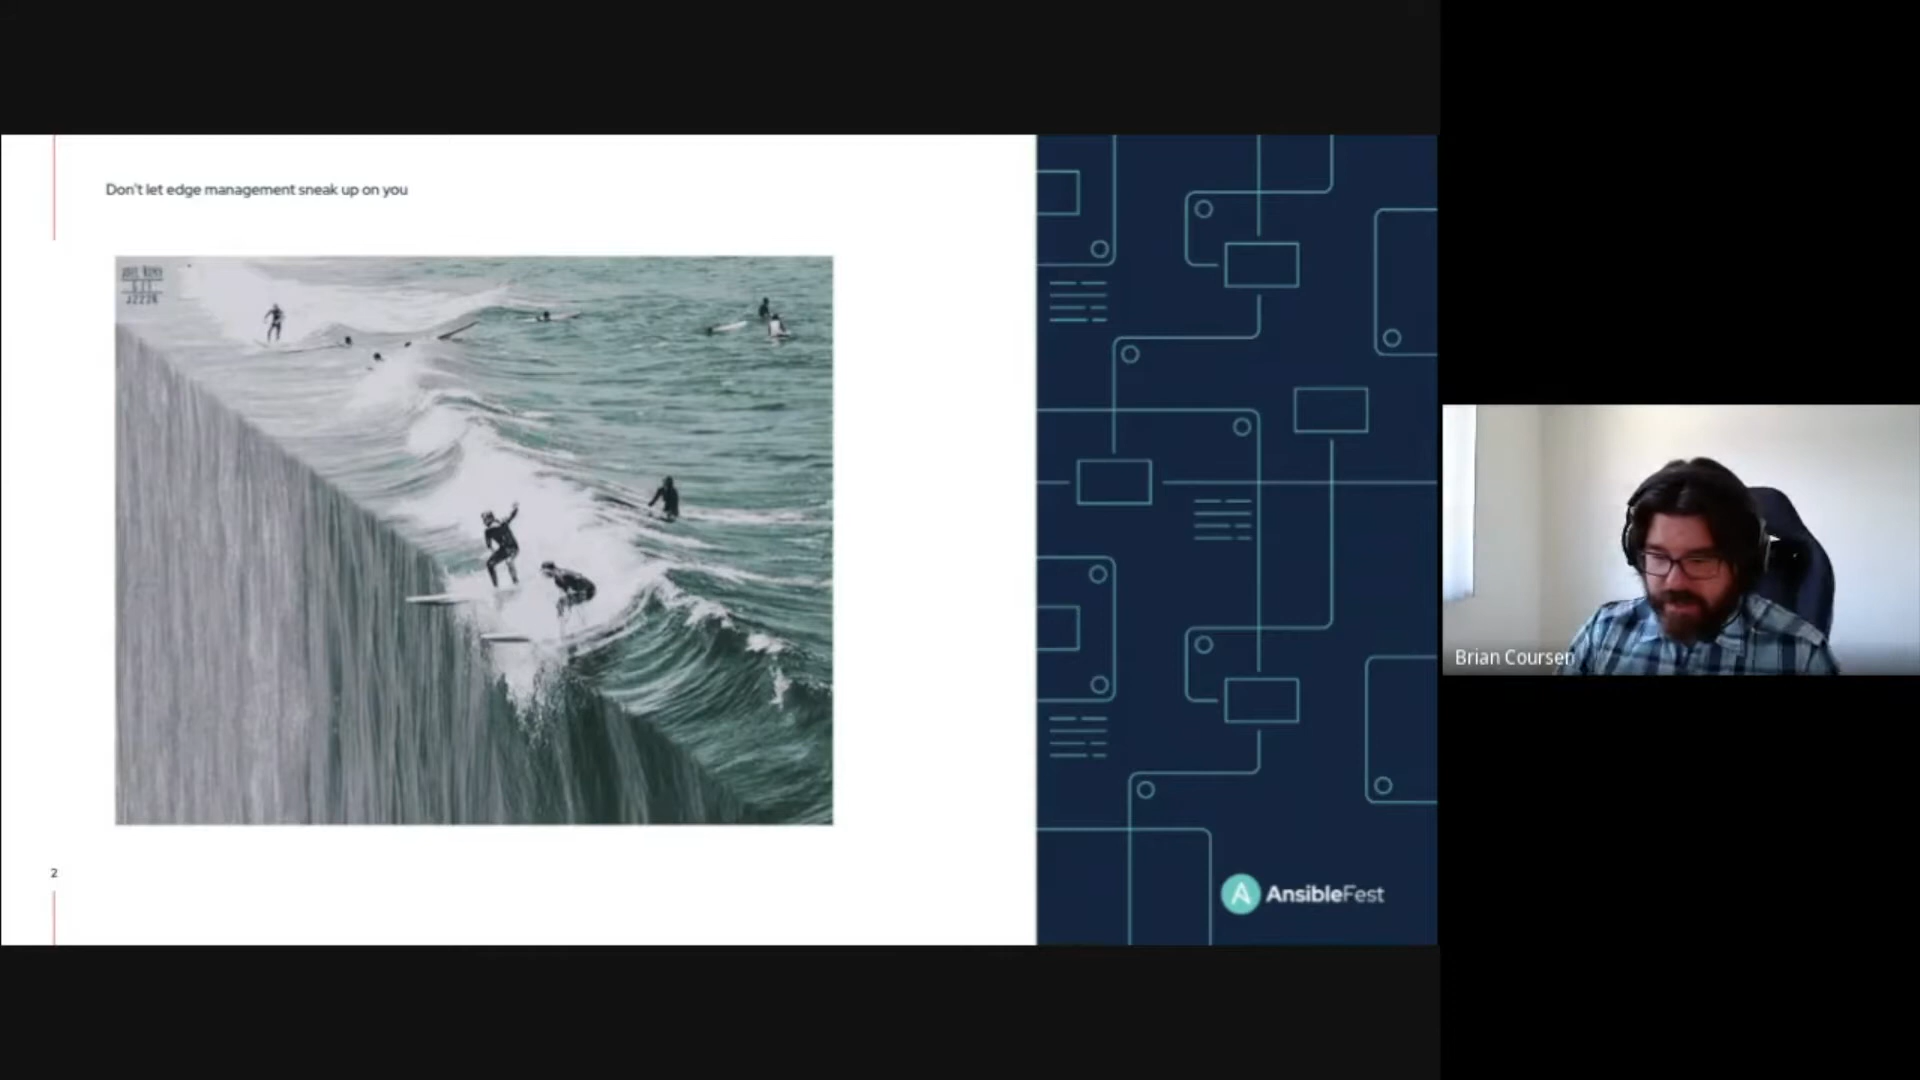 Don't let edge management sneak up on you
2
AnsibleFest
Brian Coursen